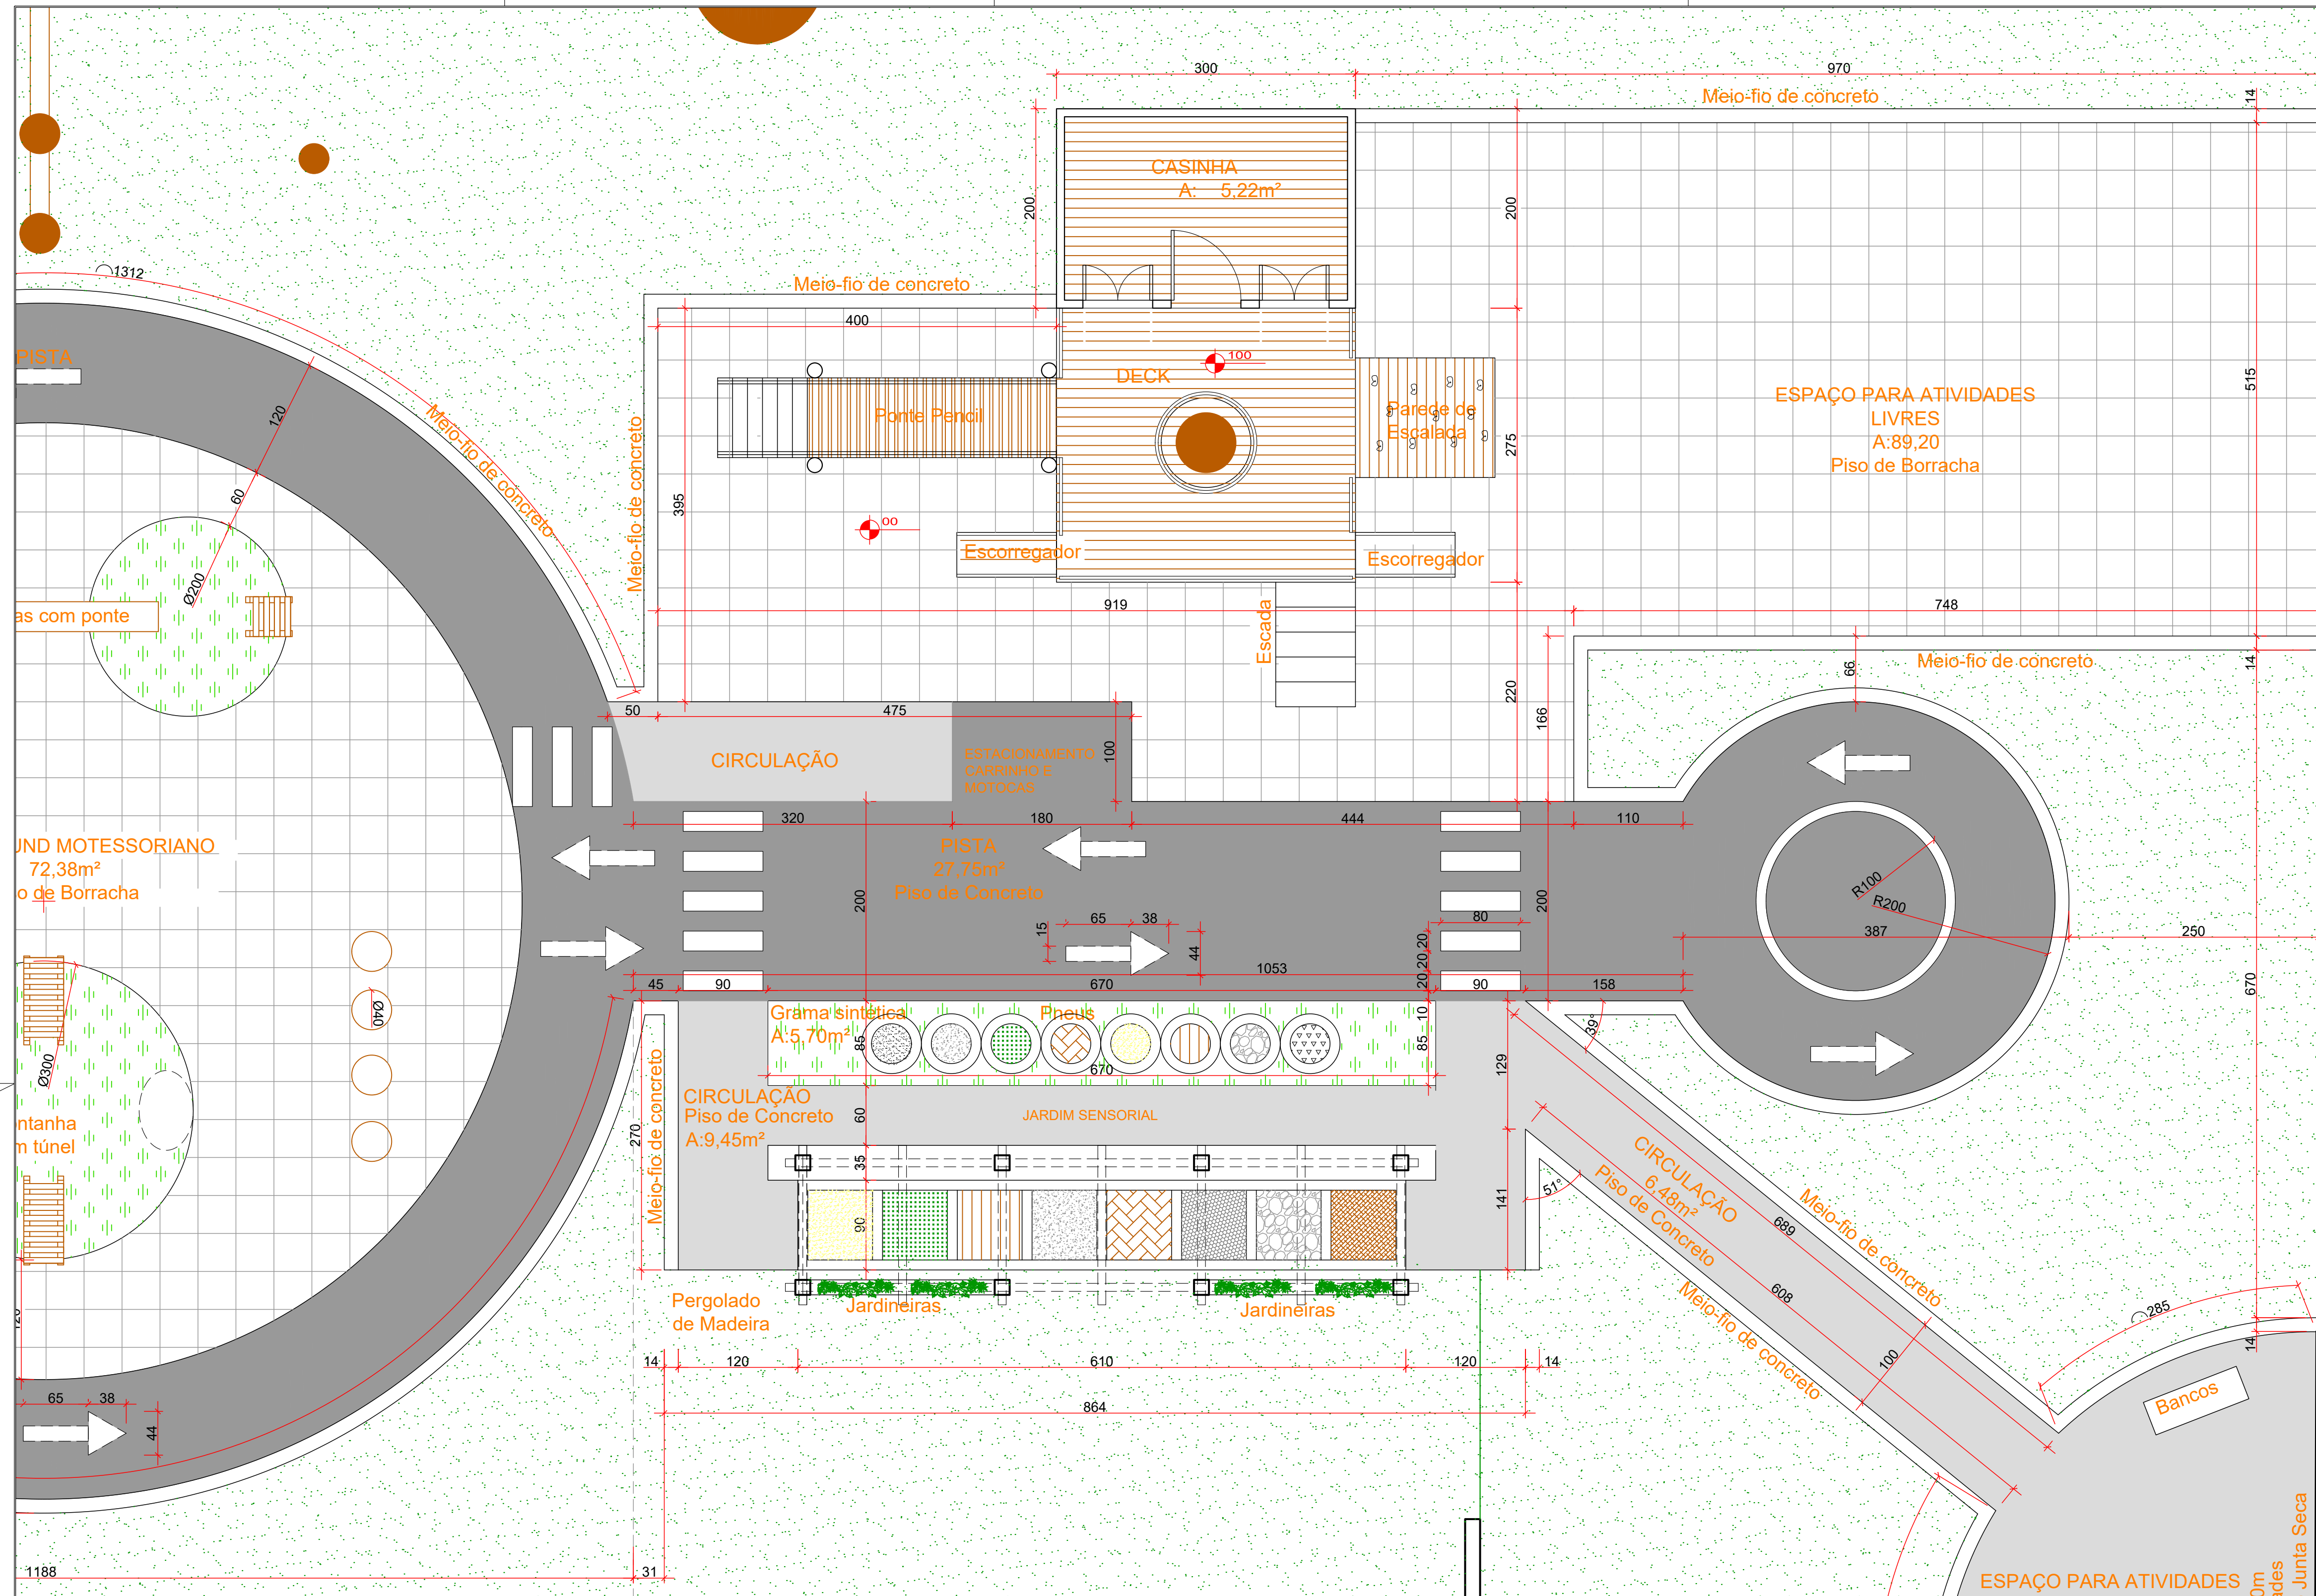 300
970
Meio-fio de concreto
14
CASINHA
A: 5,22m²
200
200
1312
Meio-fio de concreto
400
PISTA
100
DECK
ESPAÇO PARA ATIVIDADES
LIVRES
A:89,20
Piso de Borracha
515
120
Meio-fio de concreto
Meio-fio de concreto
Ponte Pencil
Parede de
Escalada
275
60
395
00
Escorregador
Escorregador
Ø200
as com ponte
919
748
Escada
66
Meio-fio de concreto
14
220
166
50
475
CIRCULAÇÃO
ESTACIONAMENTO
CARRINHO E
MOTOCAS
100
320
180
444
110
UND MOTESSORIANO
72,38m²
o de Borracha
PISTA
27,75m²
Piso de Concreto
200
200
R100
R200
65
38
15
44
80
20
20
20
387
250
1053
45
90
670
90
158
670
Grama sintética
A:5,70m²
Pneus
85
10
85
39°
Ø40
Ø300
670
129
CIRCULAÇÃO
Piso de Concreto
A:9,45m²
60
JARDIM SENSORIAL
270
Meio-fio de concreto
ontanha
m túnel
35
90
141
51°
CIRCULAÇÃO
6,48m²
Piso de Concreto
689
Meio-fio de concreto
608
Meio-fio de concreto
Pergolado
de Madeira
Jardineiras
Jardineiras
285
14
100
14
120
610
120
14
864
65
38
44
Bancos
1188
31
ESPAÇO PARA ATIVIDADES
0m
ades
Junta Seca